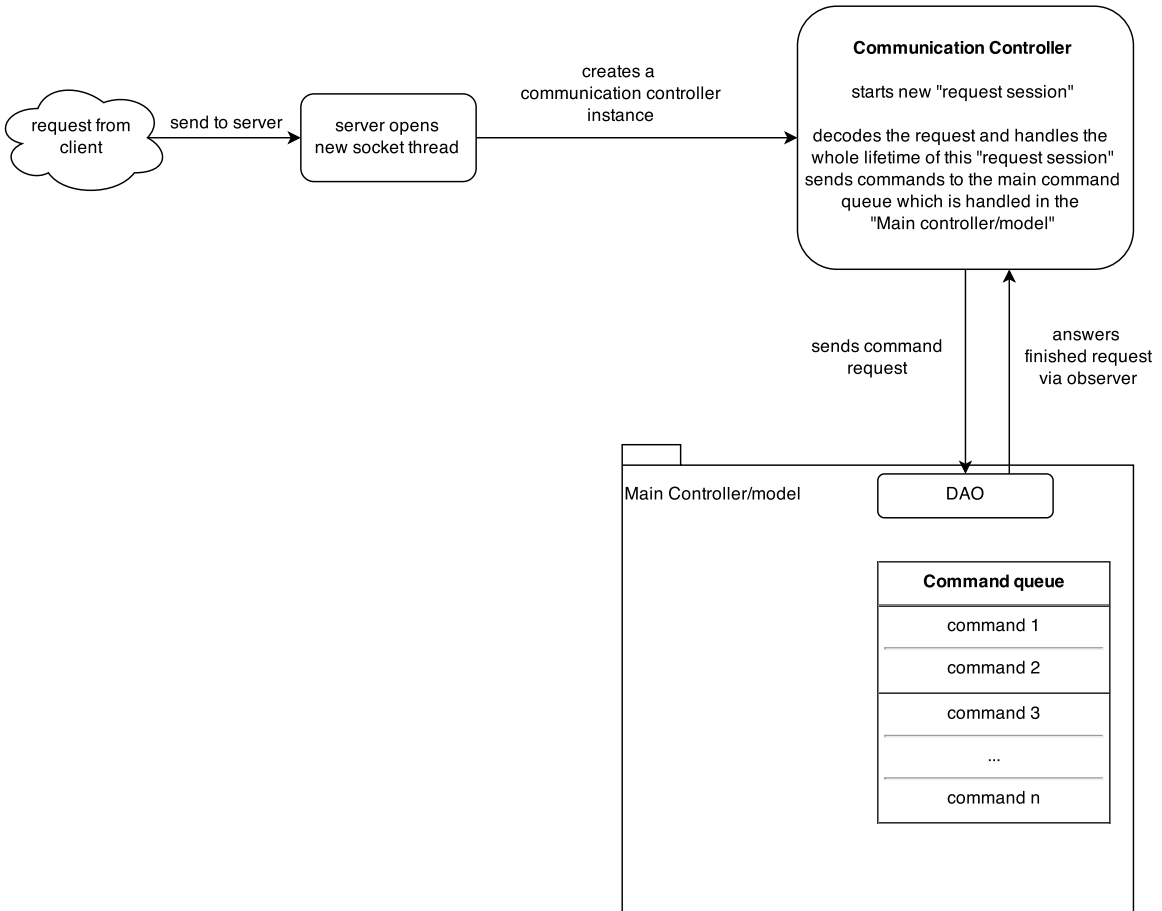 request from
client
send to server
server opens
new socket thread
creates a
communication controller
instance
Communication Controller
starts new "request session"
decodes the request and handles the
whole lifetime of this "request session"
sends commands to the main command
queue which is handled in the
"Main controller/model"
sends command
request
answers
finished request
via observer
Main Controller/model
DAO
Command queue
command 1
command 2
command 3
...
command n